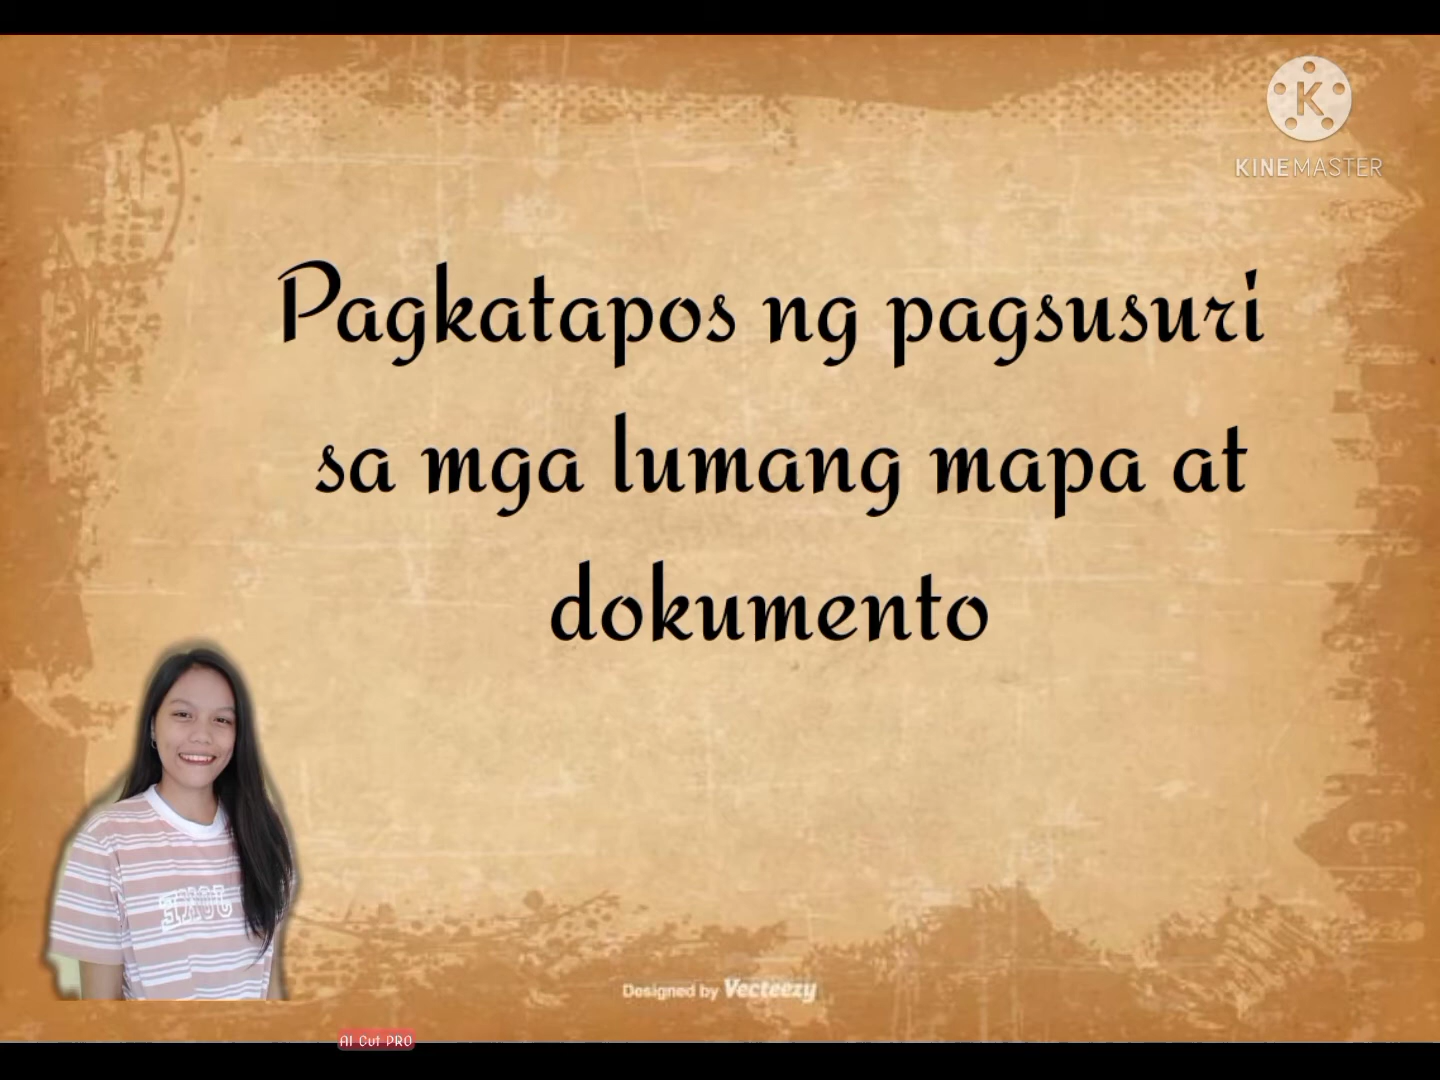 KINEMASTER
Pagkatapos ng pagsusuri
sa mga lumang mapa at
dokumento
Designed by Vecteezy
AI Cut PRO